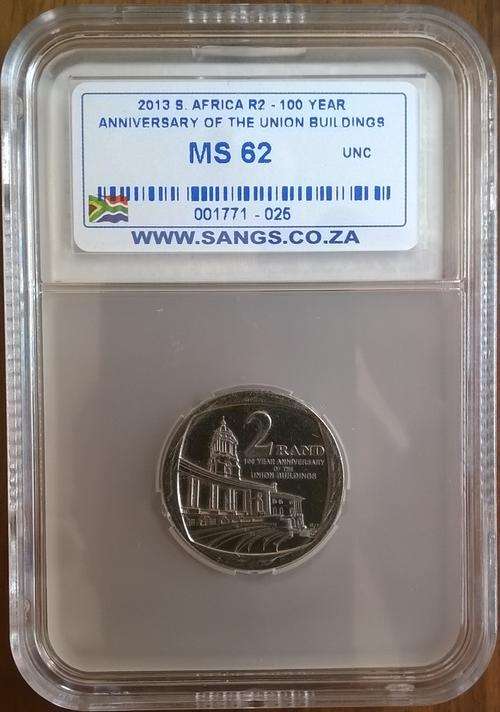 2013 S. AFRICA R2 - 100 YEAR
ANNIVERSARY OF THE UNION BUILDINGS
MS 62 UNC
001771 - 026
WWW.SANGS.CO.ZA
2 RAND
100 YEAR ANNIVERSARY
OF THE
UNION BUILDINGS